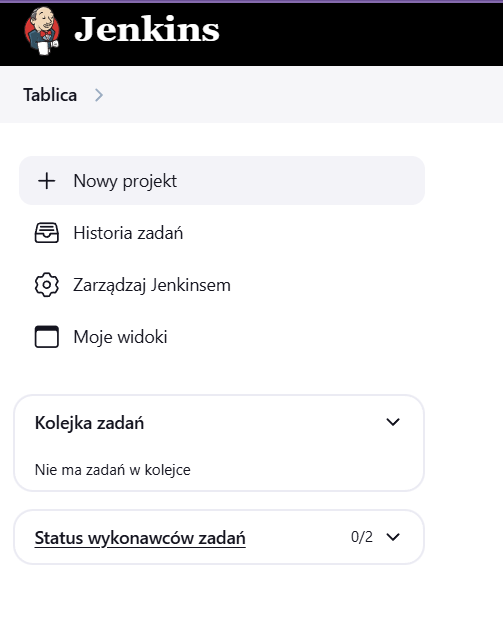 Jenkins
Tablica
Nowy projekt
Historia zadań
Zarządzaj Jenkinsem
Moje widoki
Kolejka zadań
Nie ma zadań w kolejce
Status wykonawców zadań 0/2